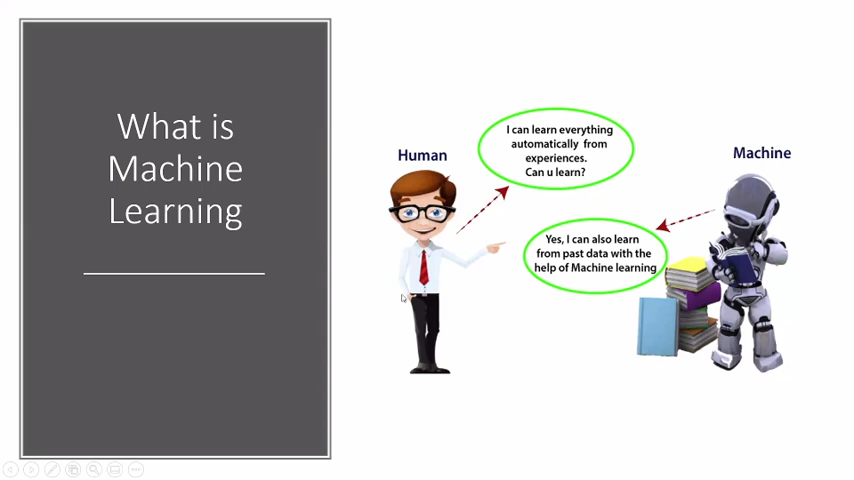 What is
Machine
Learning
Human
I can learn everything
automatically from
experiences.
Can u learn?
Machine
Yes, I can also learn
from past data with the
help of Machine learning